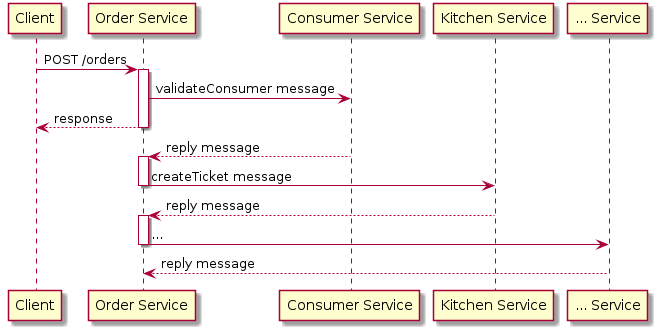 Client
Order Service
Consumer Service
Kitchen Service
... Service
POST /orders
validateConsumer message
response
reply message
createTicket message
reply message
...
reply message
Client
Order Service
Consumer Service
Kitchen Service
... Service